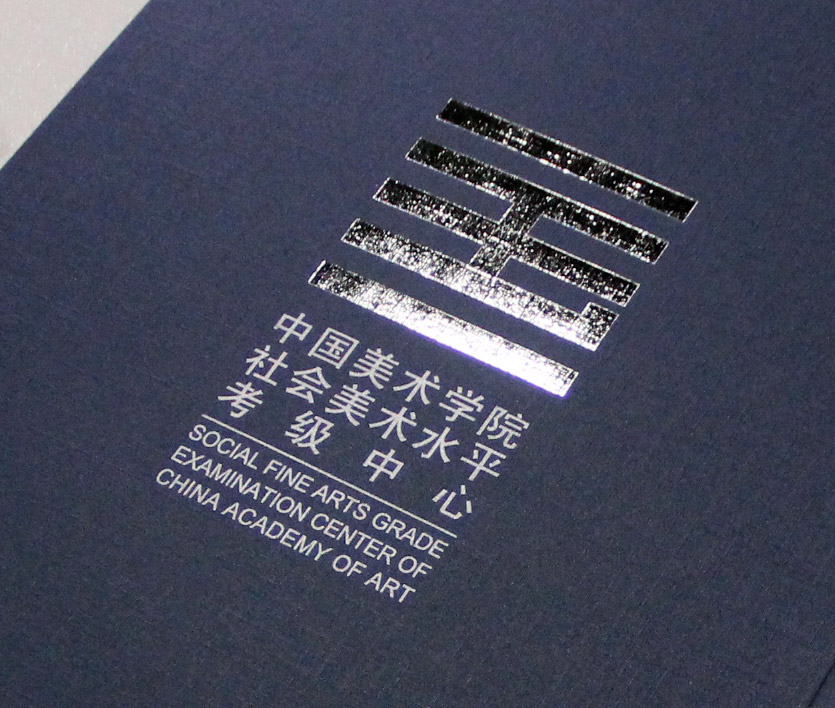 中国美术学院
社会美术水平
考级中心
SOCIAL FINE ARTS GRADE
EXAMINATION CENTER OF
CHINA ACADEMY OF ART